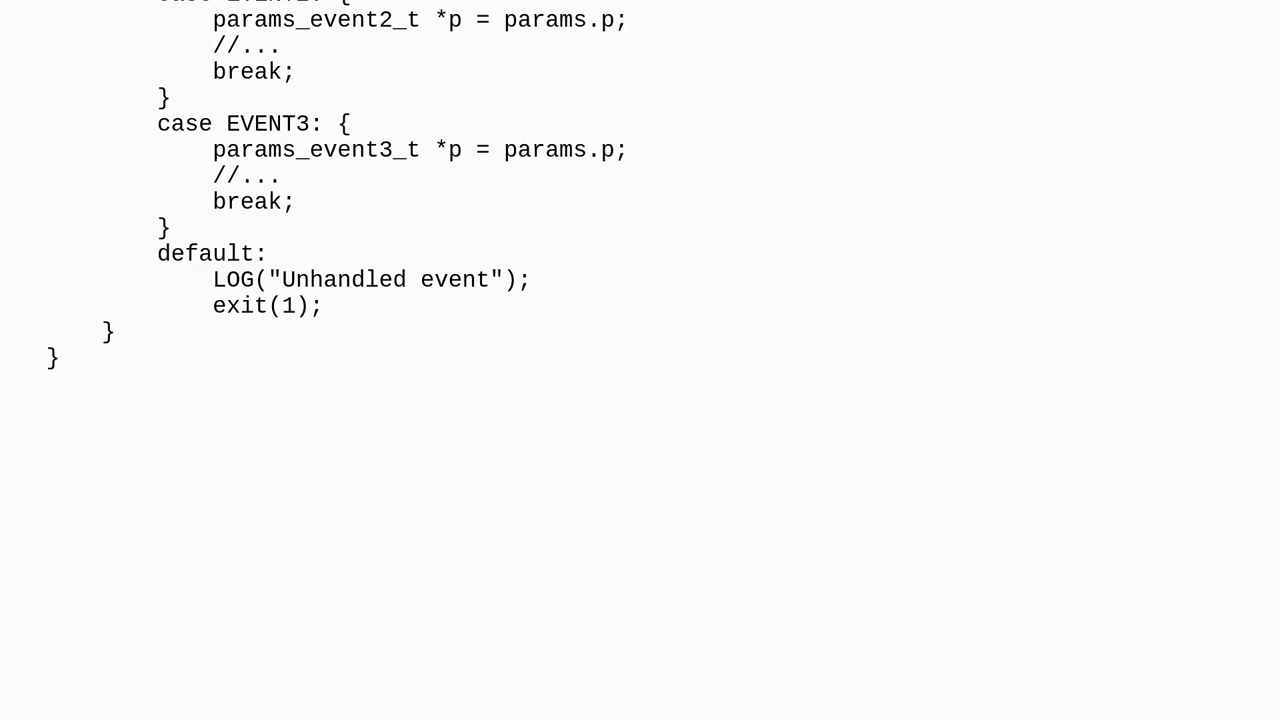 params_event2_t *p = params.p;
//...
break;
}
case EVENT3: {
params_event3_t *p = params.p;
//...
break;
}
default:
LOG("Unhandled event");
exit(1);
}
}